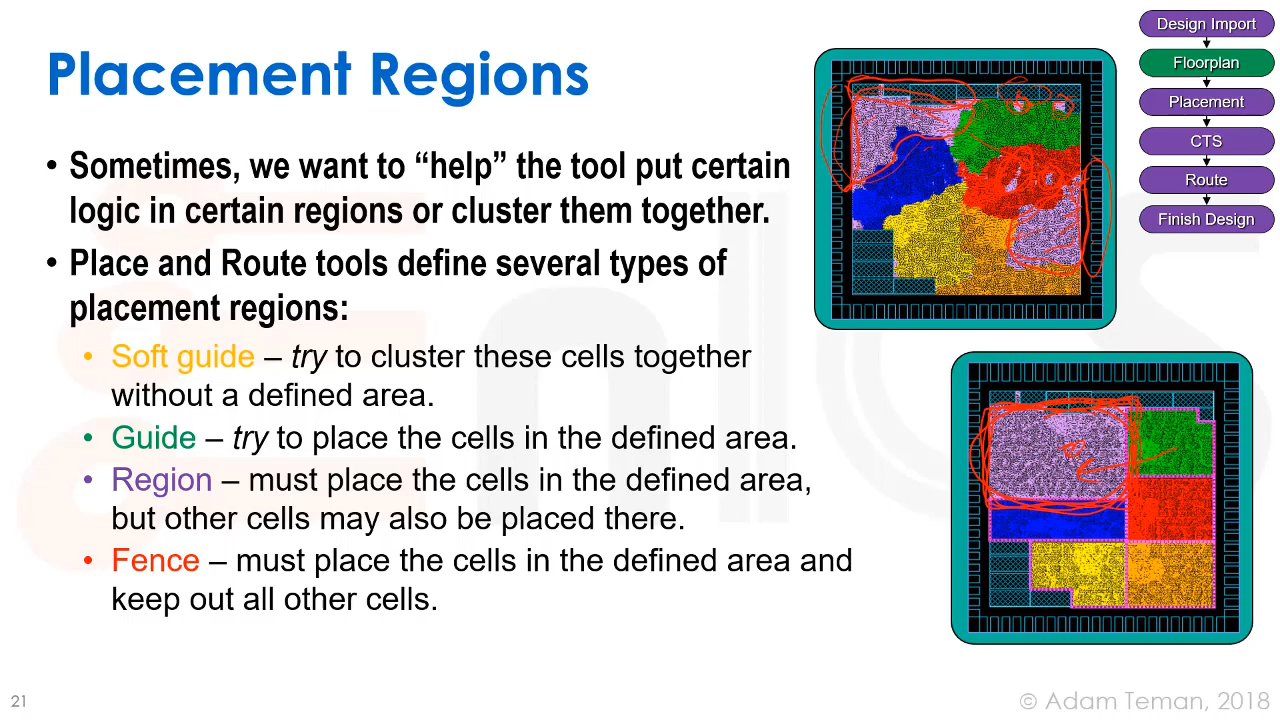 Placement Regions
• Sometimes, we want to “help” the tool put certain
logic in certain regions or cluster them together.
• Place and Route tools define several types of
placement regions:
• Soft guide – try to cluster these cells together
without a defined area.
• Guide – try to place the cells in the defined area.
• Region – must place the cells in the defined area,
but other cells may also be placed there.
• Fence – must place the cells in the defined area and
keep out all other cells.
Design Import
Floorplan
Placement
CTS
Route
Finish Design
21
© Adam Teman, 2018